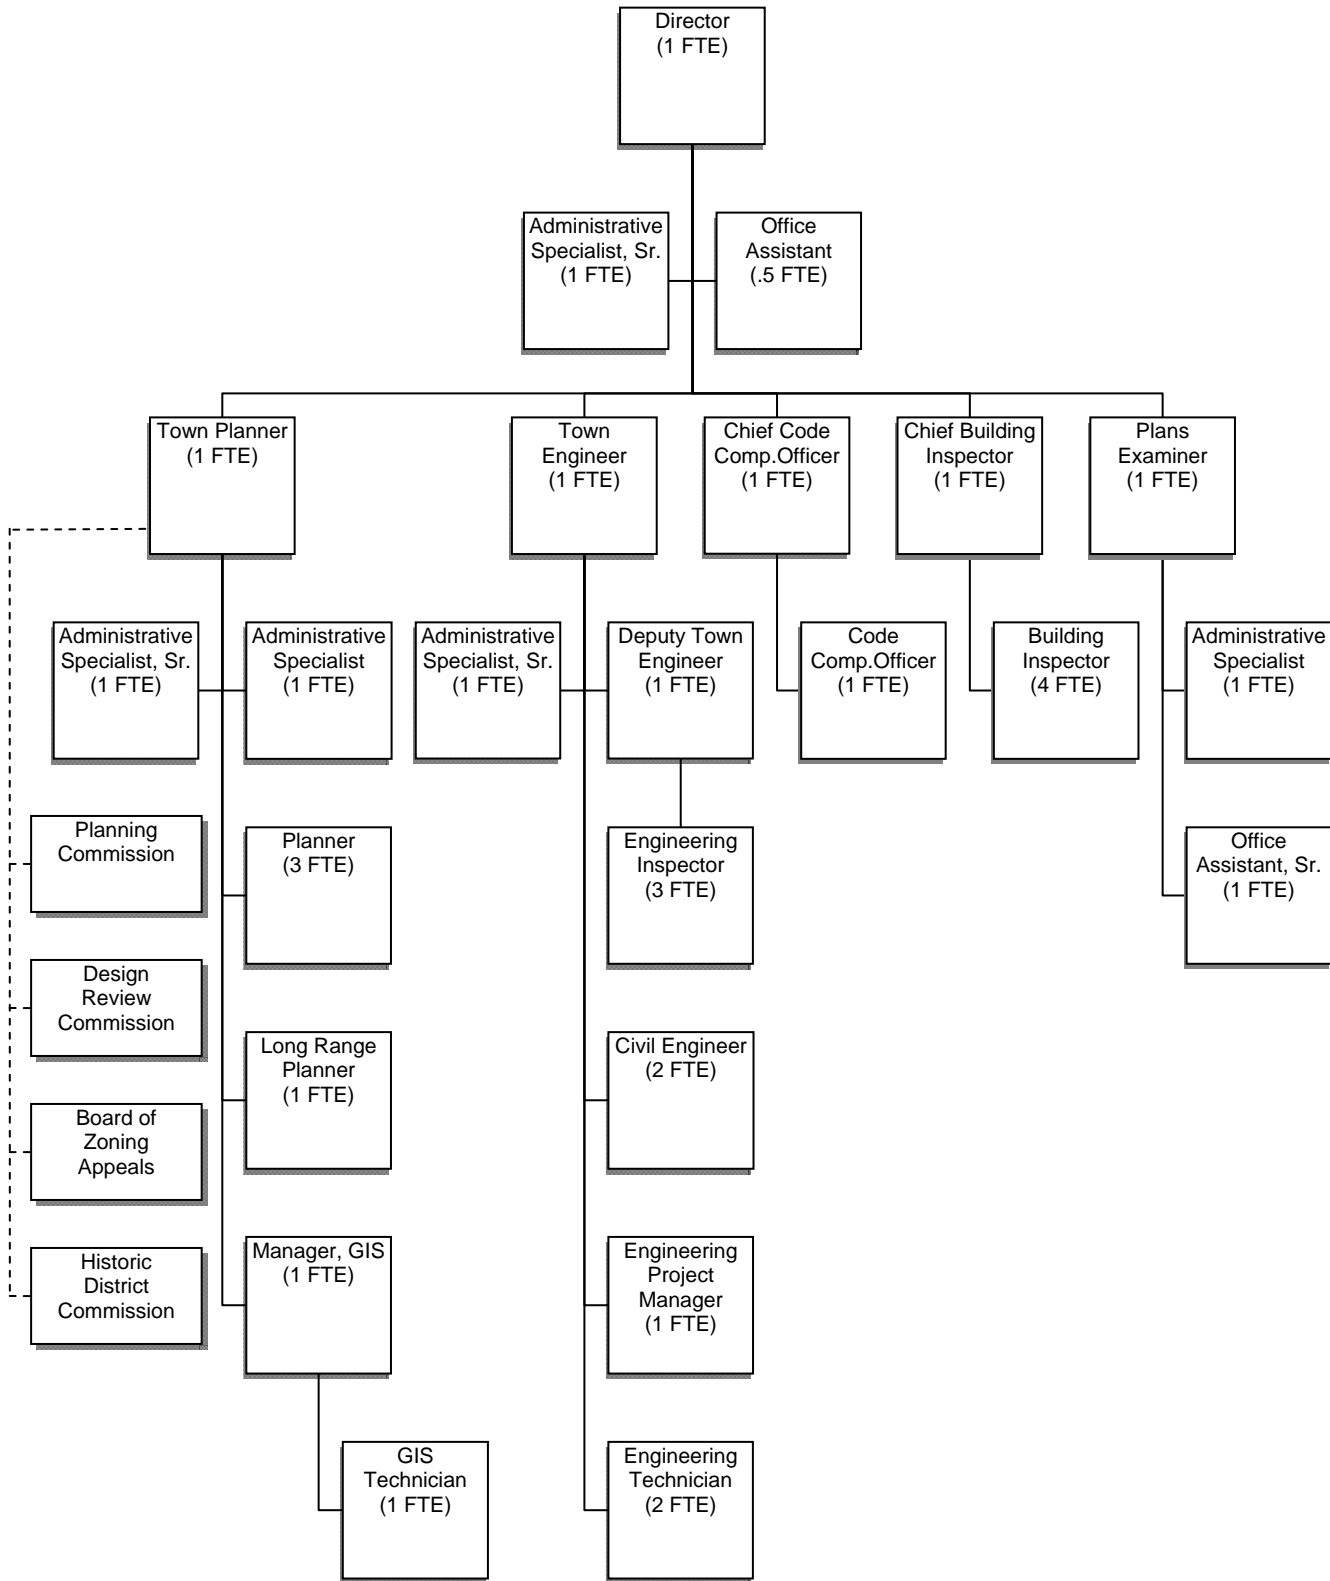 Director
(1 FTE)
Administrative
Specialist, Sr.
(1 FTE)
Office
Assistant
(.5 FTE)
Town Planner
(1 FTE)
Town
Engineer
(1 FTE)
Chief Code
Comp.Officer
(1 FTE)
Chief Building
Inspector
(1 FTE)
Plans
Examiner
(1 FTE)
Administrative
Specialist, Sr.
(1 FTE)
Administrative
Specialist
(1 FTE)
Administrative
Specialist, Sr.
(1 FTE)
Deputy Town
Engineer
(1 FTE)
Code
Comp.Officer
(1 FTE)
Building
Inspector
(4 FTE)
Administrative
Specialist
(1 FTE)
Planning
Commission
Planner
(3 FTE)
Engineering
Inspector
(3 FTE)
Office
Assistant, Sr.
(1 FTE)
Design
Review
Commission
Long Range
Planner
(1 FTE)
Civil Engineer
(2 FTE)
Board of
Zoning
Appeals
Historic
District
Commission
Manager, GIS
(1 FTE)
Engineering
Project
Manager
(1 FTE)
GIS
Technician
(1 FTE)
Engineering
Technician
(2 FTE)